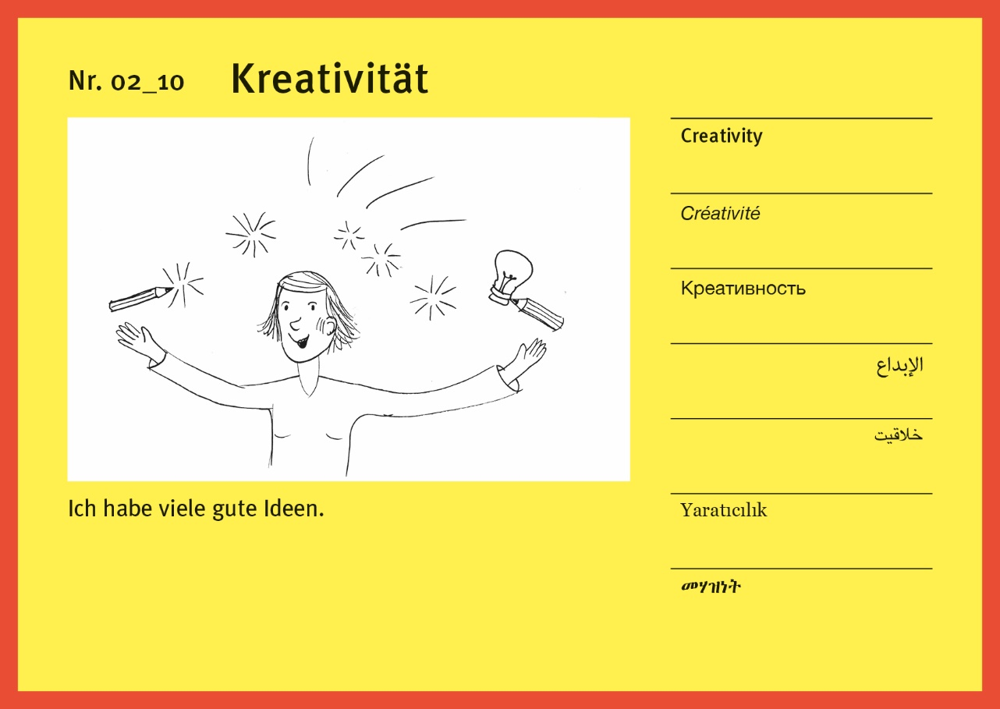 Nr. 02_10 Kreativität
Creativity
Créativité
Креативность
الإبداع
خلاقیت
Yaratıcılık
መሃዝነት
Ich habe viele gute Ideen.